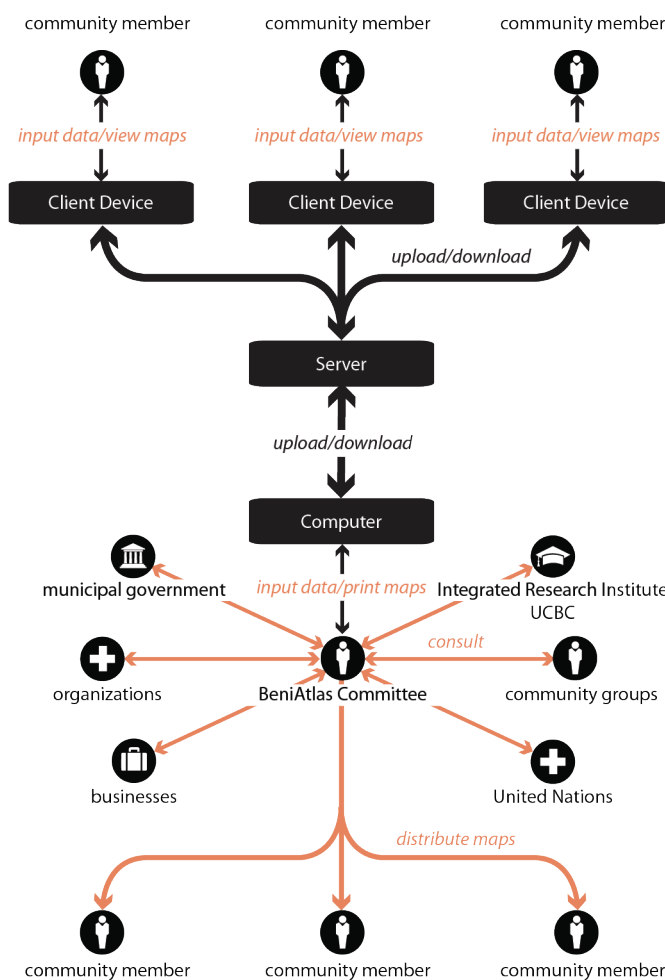 community member
community member
community member
input data/view maps
input data/view maps
input data/view maps
Client Device
Client Device
Client Device
upload/download
Server
upload/download
Computer
municipal government
input data/print maps
Integrated Research Institute
UCBC
consult
organizations
BeniAtlas Committee
community groups
businesses
United Nations
distribute maps
community member
community member
community member